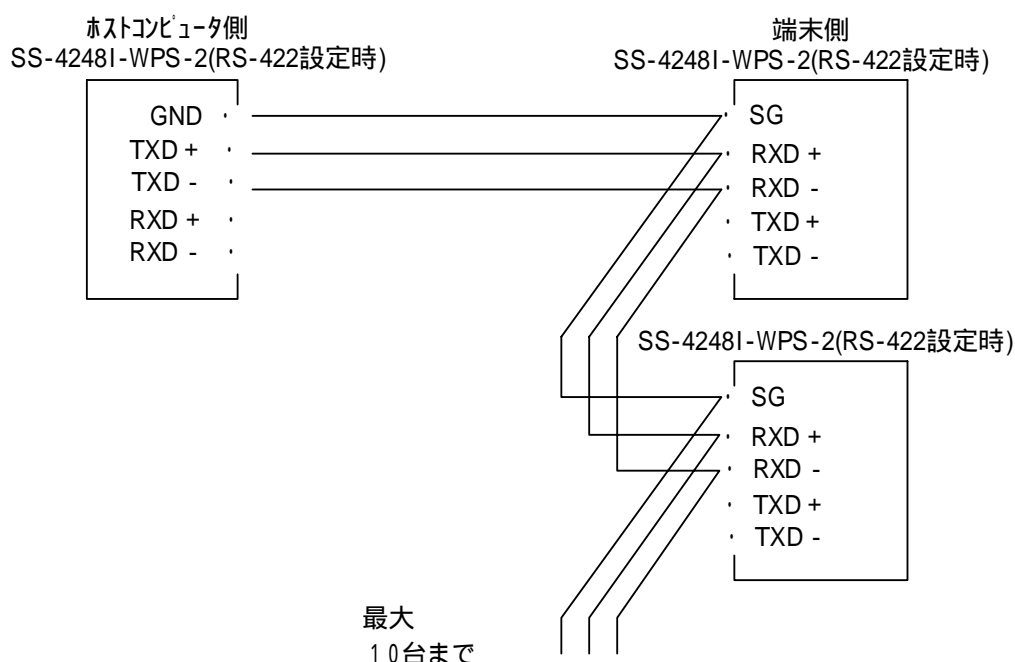 ﾎｽﾄｺﾝﾋﾟｭｰﾀ側
SS-4248I-WPS-2(RS-422設定時)
GND
TXD +
TXD -
RXD +
RXD -
端末側
SS-4248I-WPS-2(RS-422設定時)
SG
RXD +
RXD -
TXD +
TXD -
SS-4248I-WPS-2(RS-422設定時)
SG
RXD +
RXD -
TXD +
TXD -
最大
１０台まで